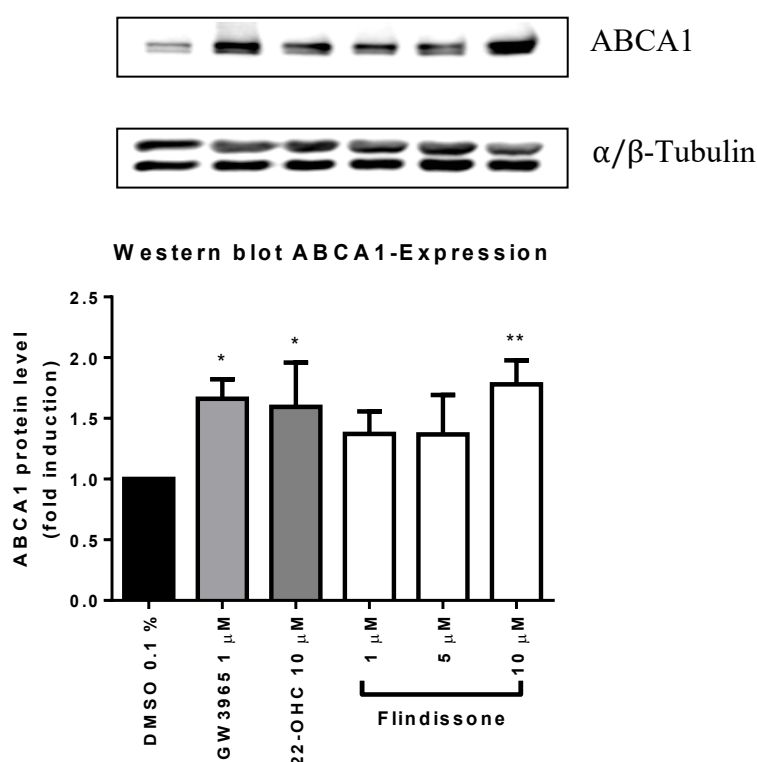 ABCA1
α/β-Tubulin
Western blot ABCA1-Expression
ABCA1 protein level
(fold induction)
2.5
2.0
1.5
1.0
0.5
0.0
*
*
**
DMSO 0.1 %
GW3965 1 μM
22-OHC 10 μM
1 μM
5 μM
10 μM
Flindissone